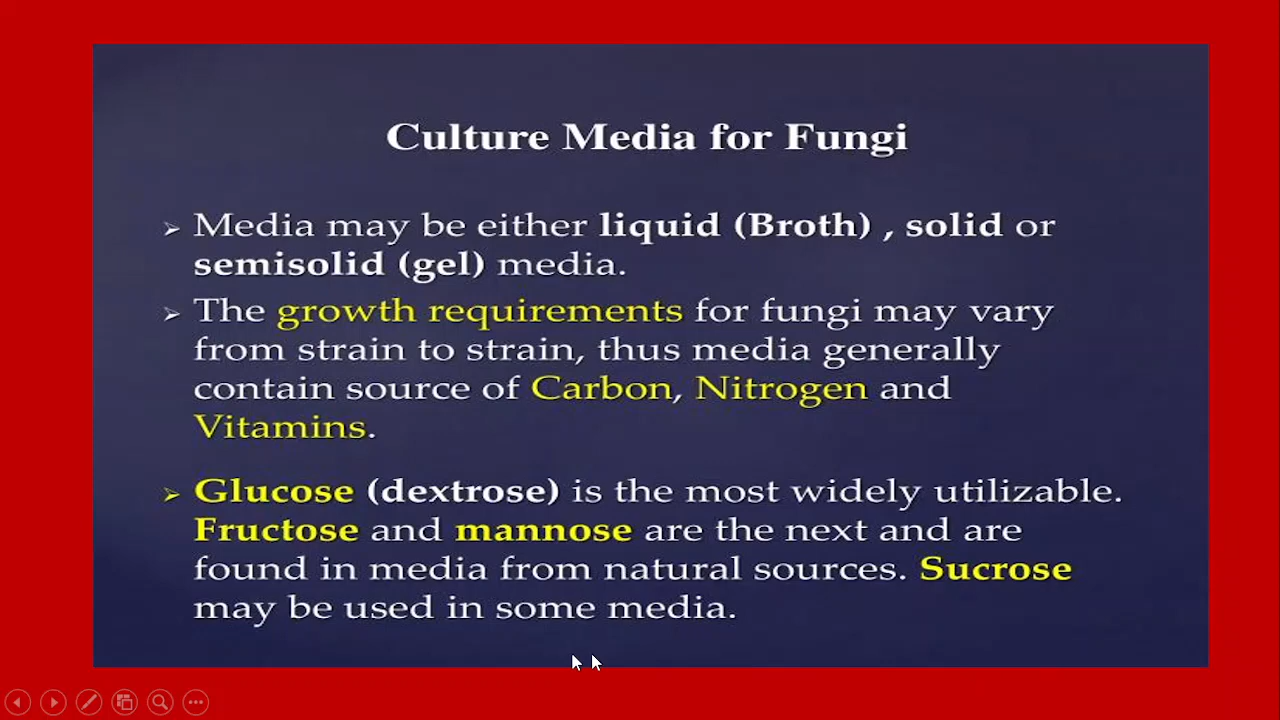 Culture Media for Fungi
➢ Media may be either liquid (Broth) , solid or
semisolid (gel) media.
➢ The growth requirements for fungi may vary
from strain to strain, thus media generally
contain source of Carbon, Nitrogen and
Vitamins.
➢ Glucose (dextrose) is the most widely utilizable.
Fructose and mannose are the next and are
found in media from natural sources. Sucrose
may be used in some media.